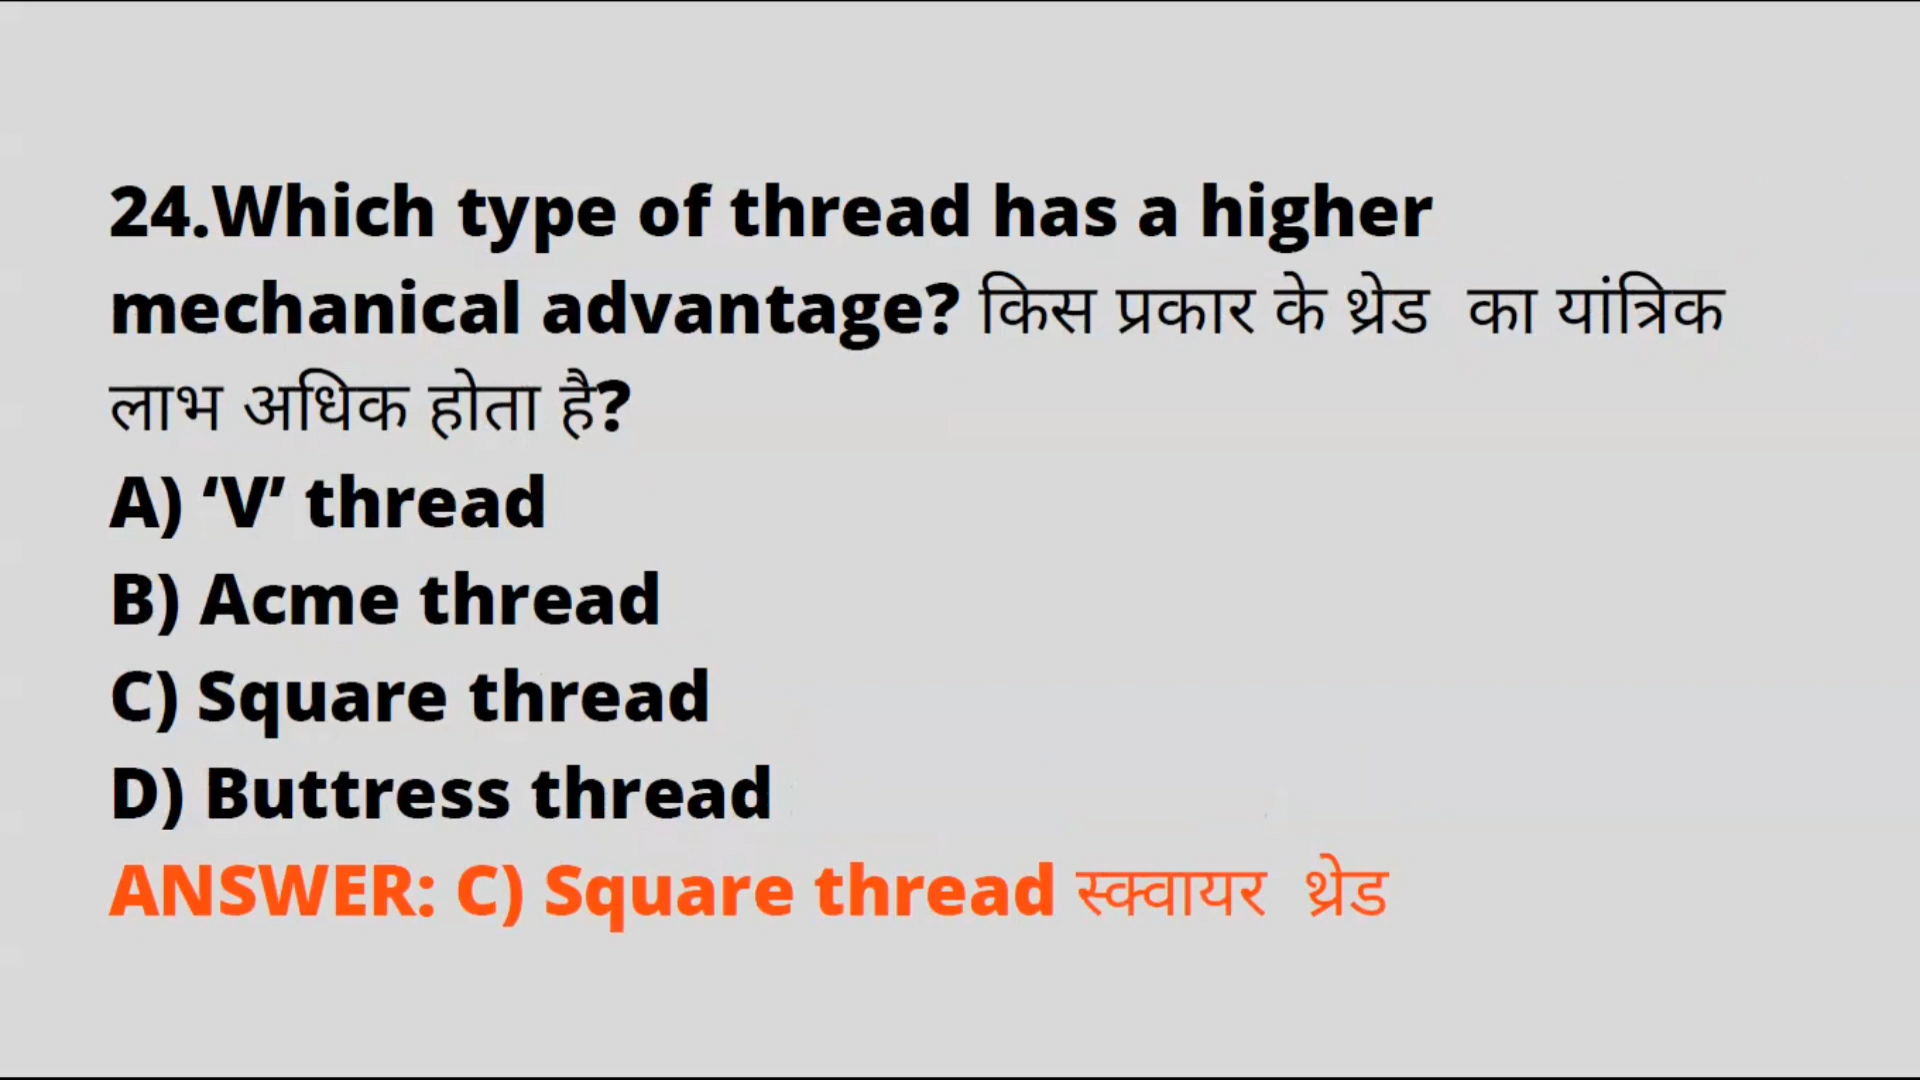 24.Which type of thread has a higher
mechanical advantage? किस प्रकार के थ्रेड का यांत्रिक
लाभ अधिक होता है?
A) ‘V’ thread
B) Acme thread
C) Square thread
D) Buttress thread
ANSWER: C) Square thread स्क्वायर थ्रेड